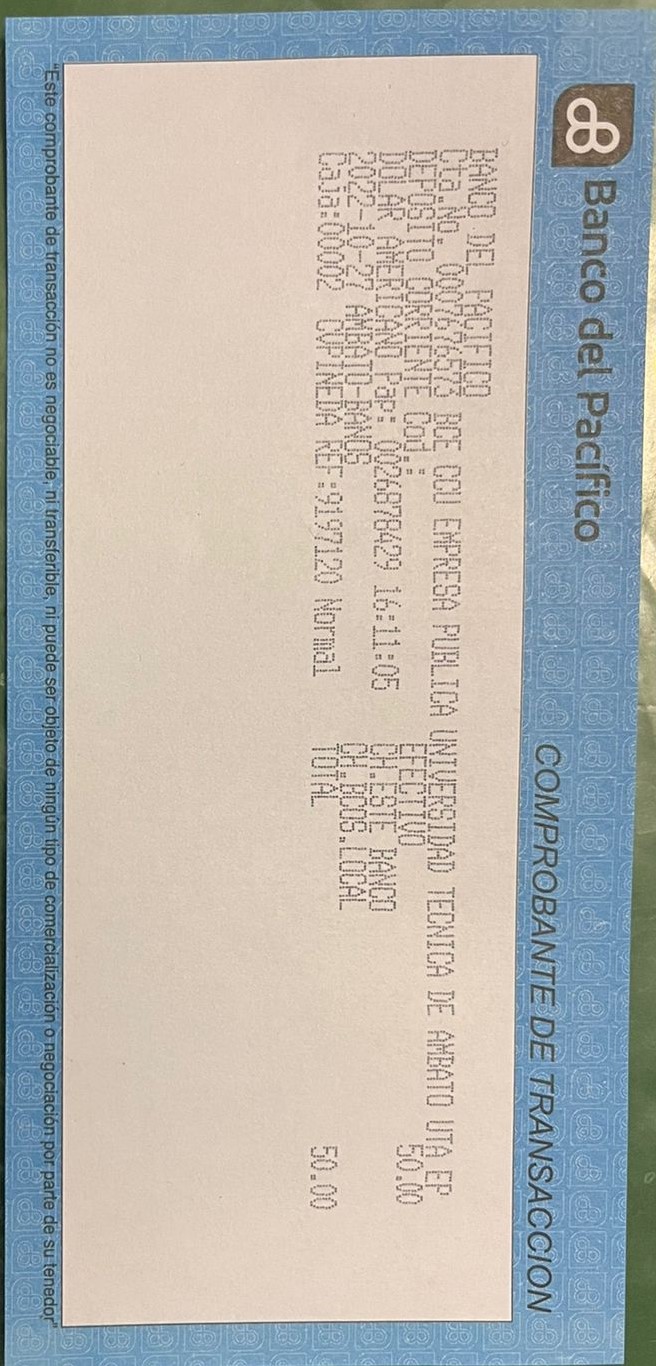 Banco del Pacífico
COMPROBANTE DE TRANSACCION
BANCO DEL PACIFICO
Cta.No. 0007676573 BCE CCU EMPRESA PUBLICA UNIVERSIDAD TECNICA DE AMBATO UTA EP
DEPOSITO CORRIENTE Cod.: EFECTIVO 50.00
DOLAR AMERICANO Pap: 0026878429 16:11:05 CH.ESTE BANCO
2022-10-27 AMBATO-BANOS CH.BCOS.LOCAL
Caja:00002 CVPINEDA REF:9197120 Normal TOTAL 50.00
"Este comprobante de transacción no es negociable, ni transferible, ni puede ser objeto de ningún tipo de comercialización o negociación por parte de su tenedor"